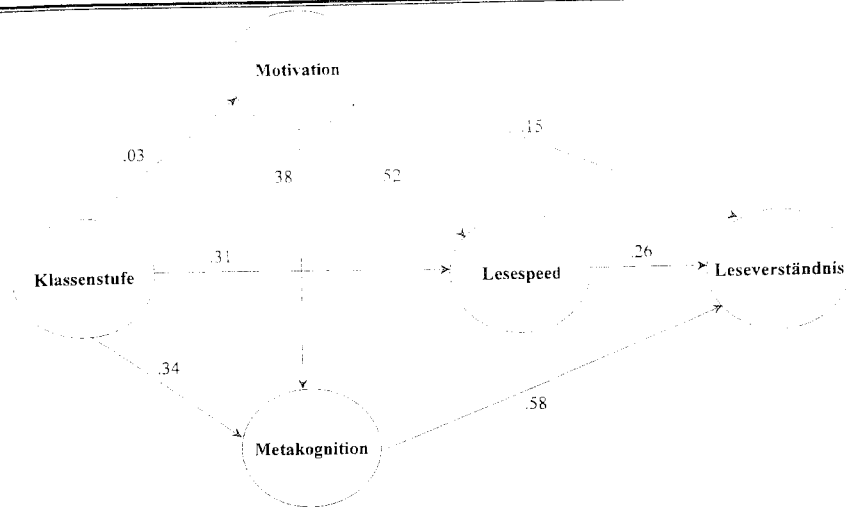 Motivation
.15
.03
38
52
.31
.26
Klassenstufe
Lesespeed
Leseverständnis
.34
.58
Metakognition